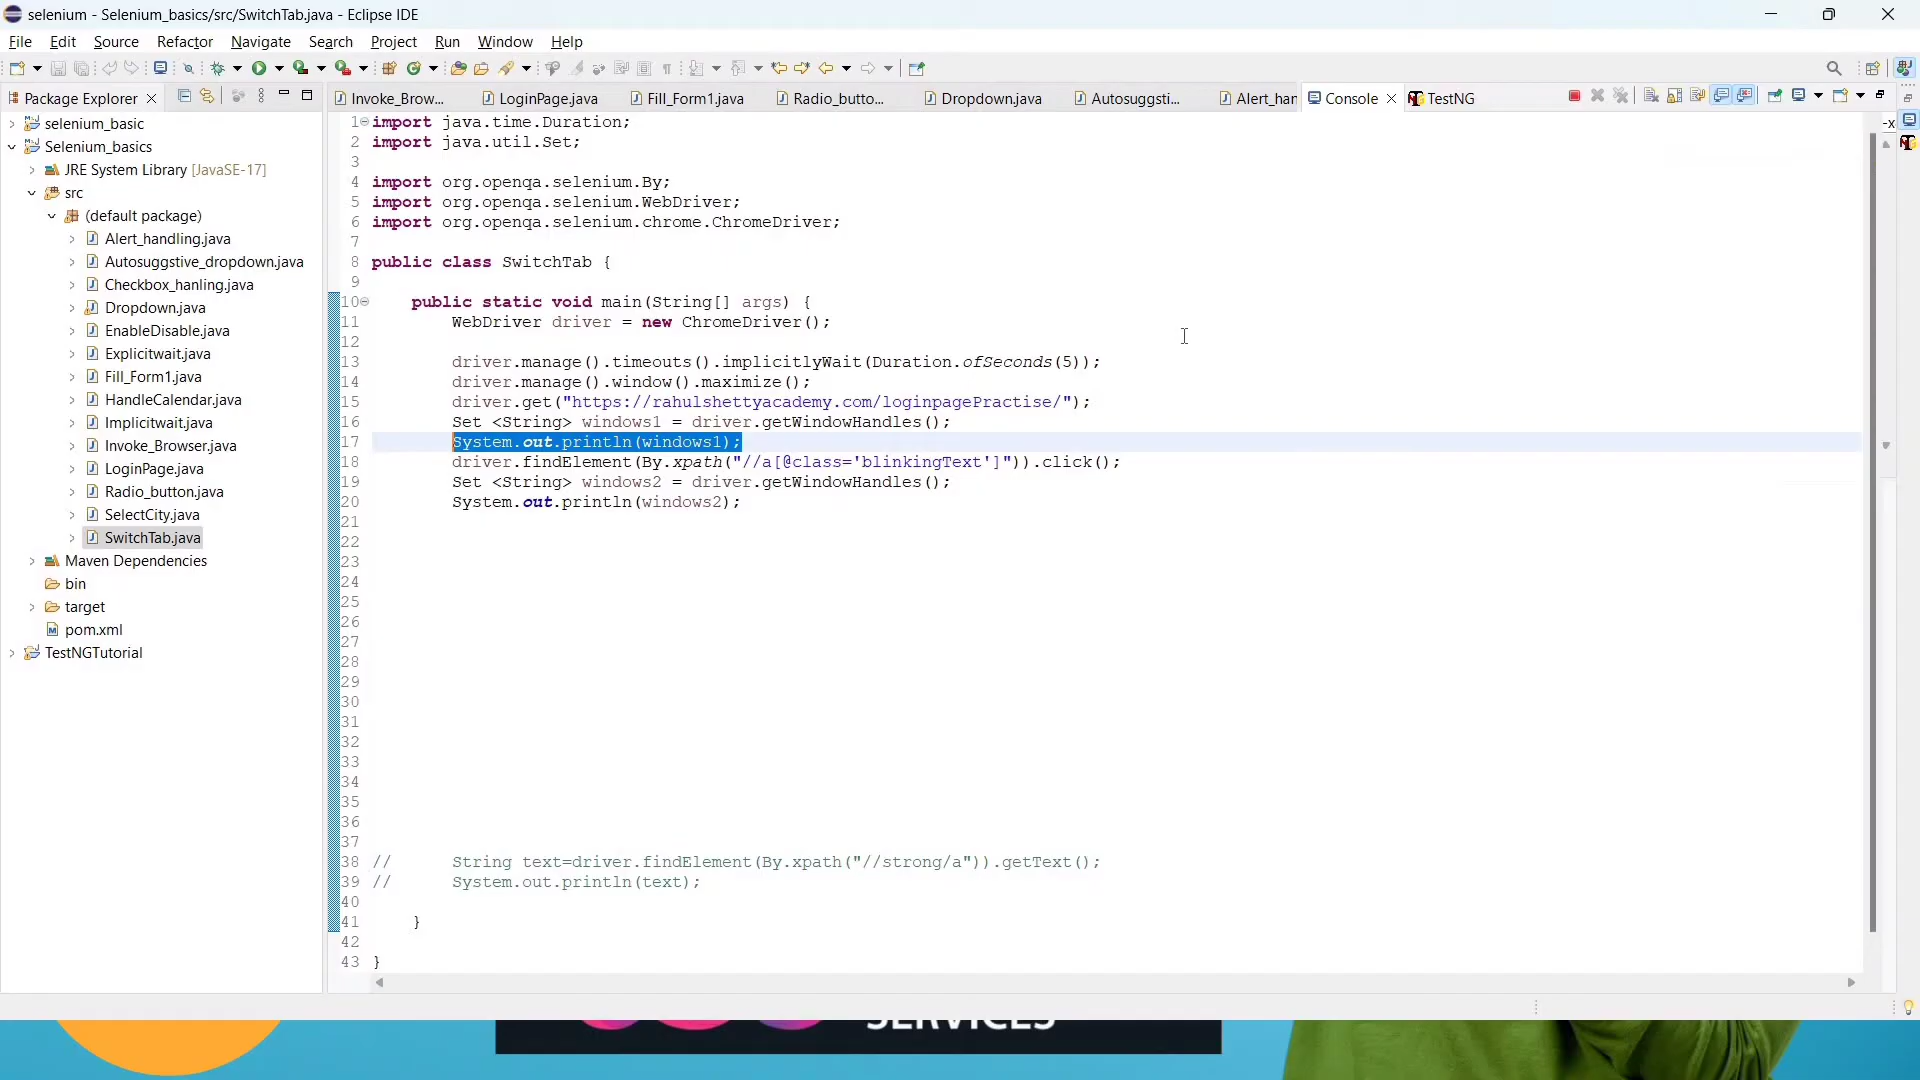 selenium - Selenium_basics/src/SwitchTab.java - Eclipse IDE
File Edit Source Refactor Navigate Search Project Run Window Help
Package Explorer
Invoke_Brow... LoginPage.java Fill_Form1.java Radio_butto... Dropdown.java Autosuggsti... Alert_han Console TestNG
selenium_basic
Selenium_basics
JRE System Library [JavaSE-17]
src
(default package)
Alert_handling.java
Autosuggstive_dropdown.java
Checkbox_hanling.java
Dropdown.java
EnableDisable.java
Explicitwait.java
Fill_Form1.java
HandleCalendar.java
Implicitwait.java
Invoke_Browser.java
LoginPage.java
Radio_button.java
SelectCity.java
SwitchTab.java
Maven Dependencies
bin
target
pom.xml
TestNGTutorial
1 import java.time.Duration;
2 import java.util.Set;
3
4 import org.openqa.selenium.By;
5 import org.openqa.selenium.WebDriver;
6 import org.openqa.selenium.chrome.ChromeDriver;
7
8 public class SwitchTab {
9
10 public static void main(String[] args) {
11 WebDriver driver = new ChromeDriver();
12
13 driver.manage().timeouts().implicitlyWait(Duration.ofSeconds(5));
14 driver.manage().window().maximize();
15 driver.get("https://rahulshettyacademy.com/loginpagePractise/");
16 Set <String> windows1 = driver.getWindowHandles();
17 System.out.println(windows1);
18 driver.findElement(By.xpath("//a[@class='blinkingText']")).click();
19 Set <String> windows2 = driver.getWindowHandles();
20 System.out.println(windows2);
21
22
23
24
25
26
27
28
29
30
31
32
33
34
35
36
37
38 // String text=driver.findElement(By.xpath("//strong/a")).getText();
39 // System.out.println(text);
40
41 }
42
43 }
-x
SERVICES